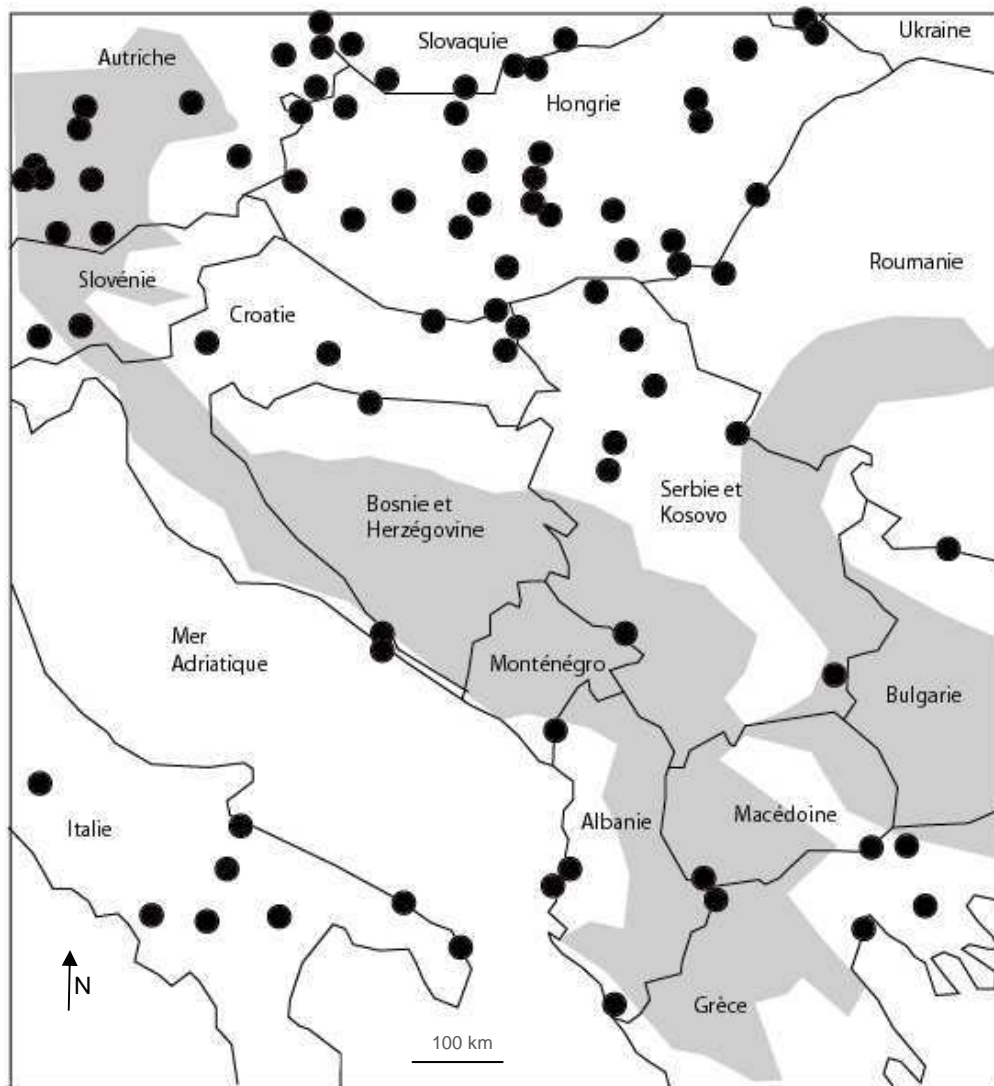 Slovaquie
Ukraine
Autriche
Hongrie
Roumanie
Slovénie
Croatie
Bosnie et
Herzégovine
Serbie et
Kosovo
Mer
Adriatique
Monténégro
Bulgarie
Italie
Albanie
Macédoine
N
Grèce
100 km